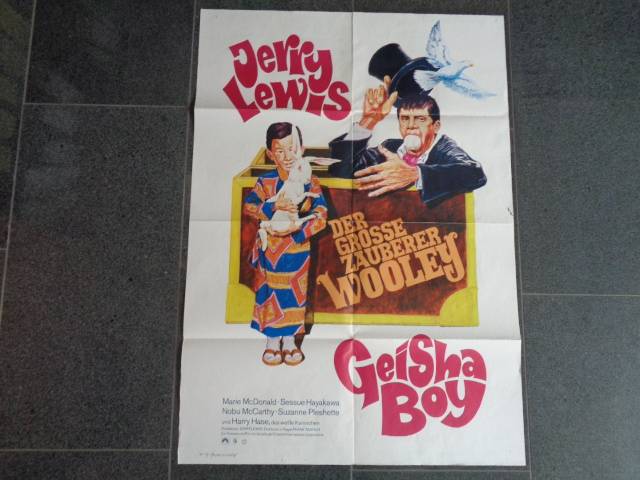 Jerry
Lewis
DER
GROSSE
ZAUBERER
WOOLEY
Geisha
Boy
Marie McDonald · Sessue Hayakawa
Nobu McCarthy · Suzanne Pleshette
und Harry Hase, das weiße Kaninchen